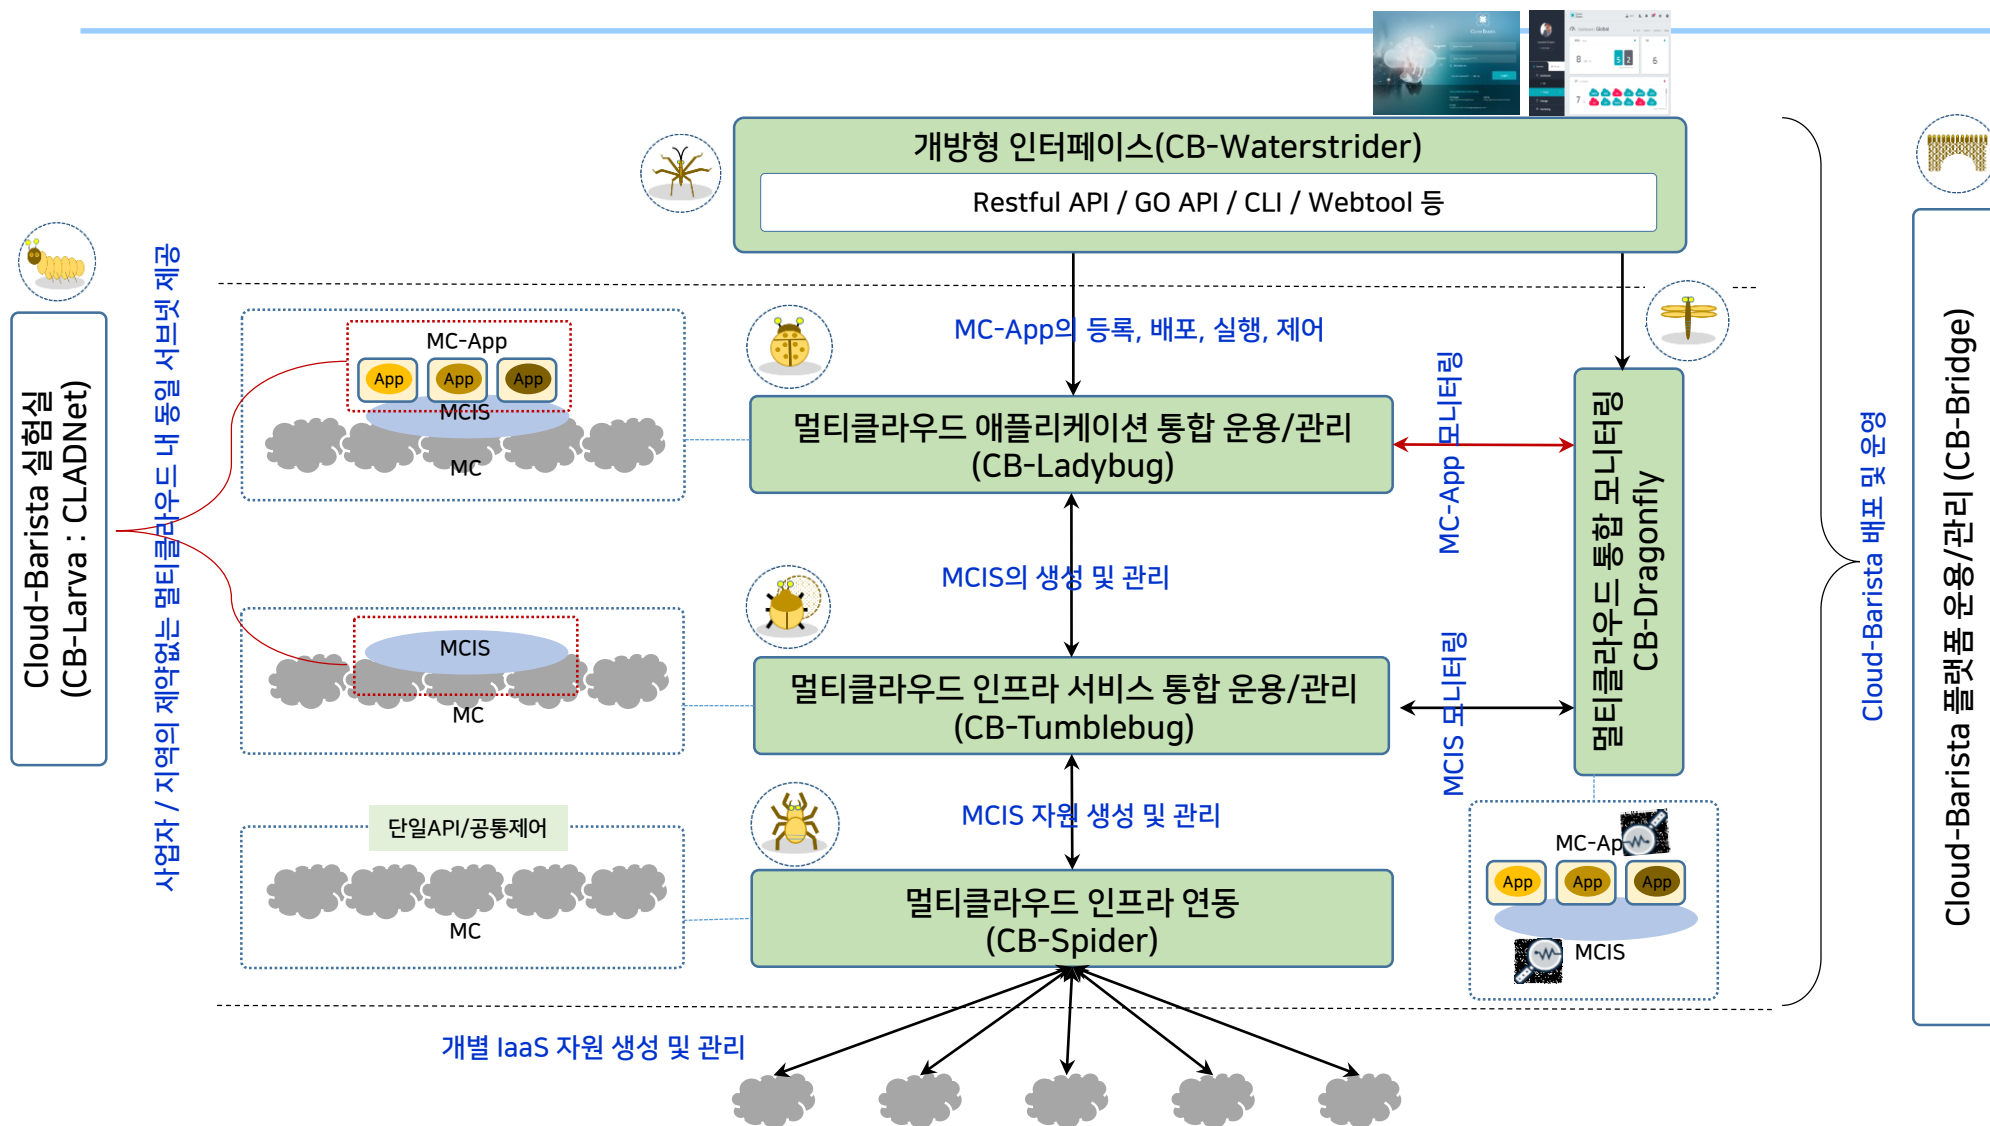 개방형 인터페이스(CB-Waterstrider)
Restful API / GO API / CLI / Webtool 등
Cloud-Barista 실험실
(CB-Larva : CLADNet)
사업자 / 지역의 제약없는 멀티클라우드 내 동일 서브넷 제공
MC-App
App
App
App
MCIS
MC
MC-App의 등록, 배포, 실행, 제어
멀티클라우드 애플리케이션 통합 운용/관리
(CB-Ladybug)
MC-App 모니터링
MCIS의 생성 및 관리
MCIS
MC
멀티클라우드 인프라 서비스 통합 운용/관리
(CB-Tumblebug)
MCIS 모니터링
멀티클라우드 통합 모니터링
CB-Dragonfly
MCIS 자원 생성 및 관리
단일API/공통제어
MC
멀티클라우드 인프라 연동
(CB-Spider)
MC-Ap
App
App
App
MCIS
개별 IaaS 자원 생성 및 관리
Cloud-Barista 배포 및 운영
Cloud-Barista 플랫폼 운용/관리 (CB-Bridge)